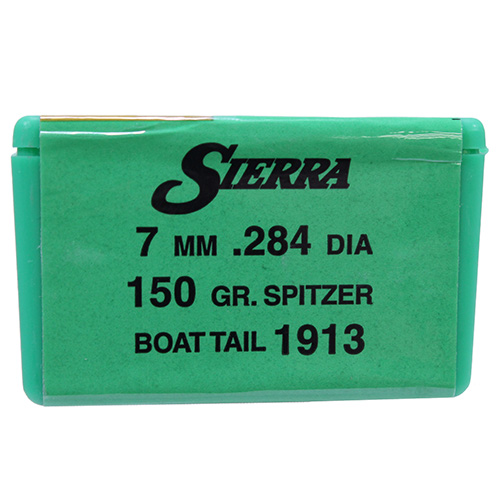 SIERRA
7 MM .284 DIA
150 GR. SPITZER
BOAT TAIL 1913